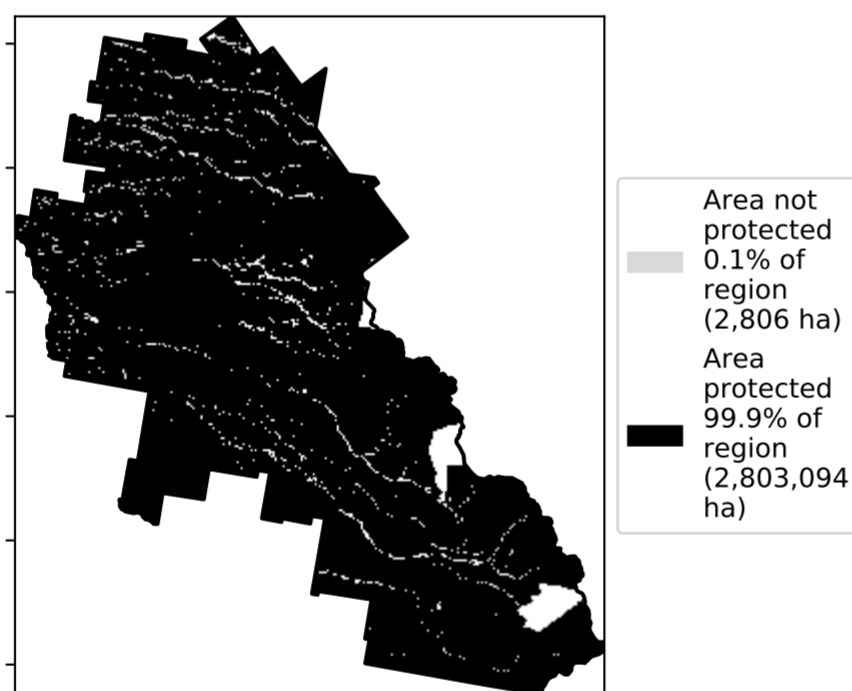 Area not
protected
0.1% of
region
(2,806 ha)
Area
protected
99.9% of
region
(2,803,094
ha)